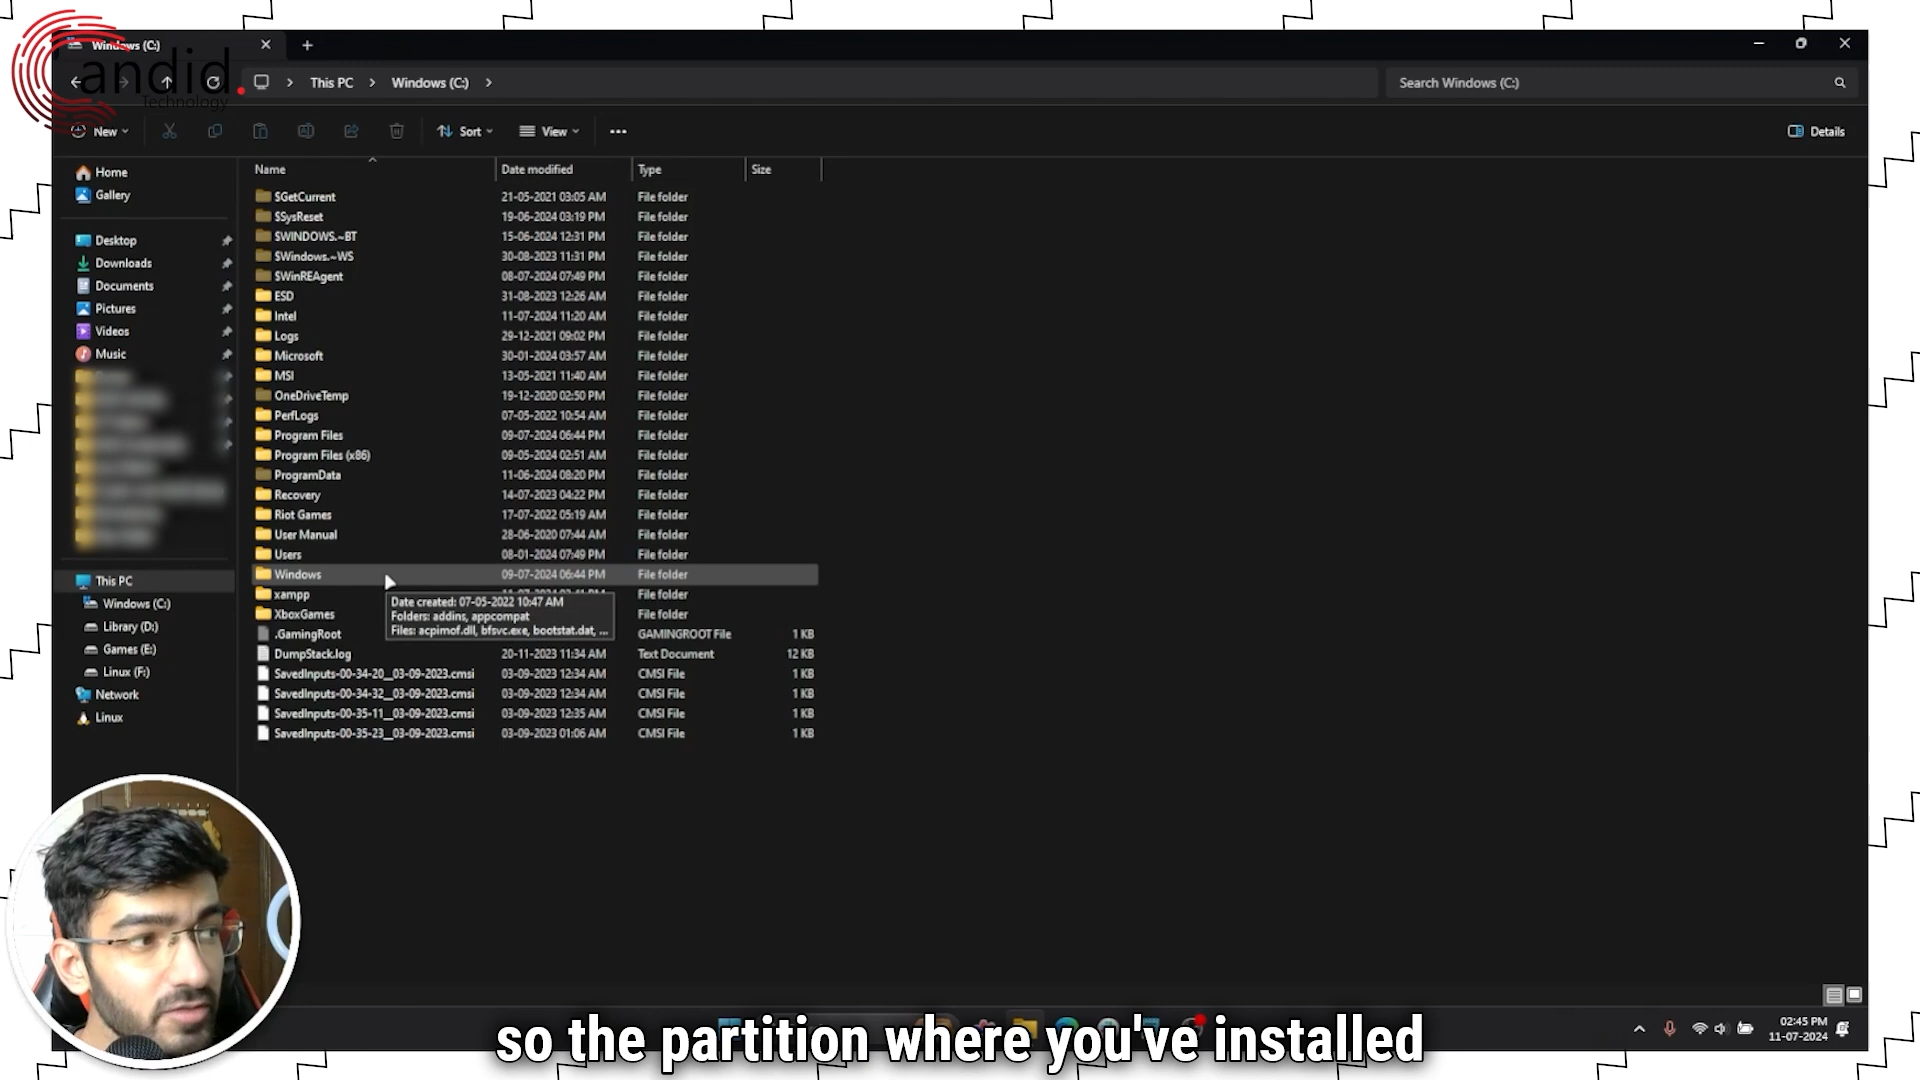 Windows (C:)
Candid.
Technology
This PC > Windows (C:) >
Search Windows (C:)
New
Sort
View
Details
Home
Gallery
Desktop
Downloads
Documents
Pictures
Videos
Music
This PC
Windows (C:)
Library (D:)
Games (E:)
Linux (F:)
Network
Linux
Name Date modified Type Size
$GetCurrent 21-05-2021 03:05 AM File folder
$SysReset 19-06-2024 03:19 PM File folder
$WINDOWS.~BT 15-06-2024 12:31 PM File folder
$Windows.~WS 30-08-2023 11:31 PM File folder
$WinREAgent 08-07-2024 07:49 PM File folder
ESD 31-08-2023 12:26 AM File folder
Intel 11-07-2024 11:20 AM File folder
Logs 29-12-2021 09:02 PM File folder
Microsoft 30-01-2024 03:57 AM File folder
MSI 13-05-2021 11:40 AM File folder
OneDriveTemp 19-12-2020 02:50 PM File folder
PerfLogs 07-05-2022 10:54 AM File folder
Program Files 09-07-2024 06:44 PM File folder
Program Files (x86) 09-05-2024 02:51 AM File folder
ProgramData 11-06-2024 08:20 PM File folder
Recovery 14-07-2023 04:22 PM File folder
Riot Games 17-07-2022 05:19 AM File folder
User Manual 28-06-2020 07:44 AM File folder
Users 08-01-2024 07:49 PM File folder
Windows 09-07-2024 06:44 PM File folder
xampp File folder
XboxGames File folder
.GamingRoot GAMINGROOT File 1 KB
DumpStack.log 20-11-2023 11:34 AM Text Document 12 KB
SavedInputs-00-34-20__03-09-2023.cmsi 03-09-2023 12:34 AM CMSI File 1 KB
SavedInputs-00-34-32__03-09-2023.cmsi 03-09-2023 12:34 AM CMSI File 1 KB
SavedInputs-00-35-11__03-09-2023.cmsi 03-09-2023 12:35 AM CMSI File 1 KB
SavedInputs-00-35-23__03-09-2023.cmsi 03-09-2023 01:06 AM CMSI File 1 KB
Date created: 07-05-2022 10:47 AM
Folders: addins, appcompat
Files: acpimof.dll, bfsvc.exe, bootstat.dat, ...
so the partition where you've installed
02:45 PM
11-07-2024